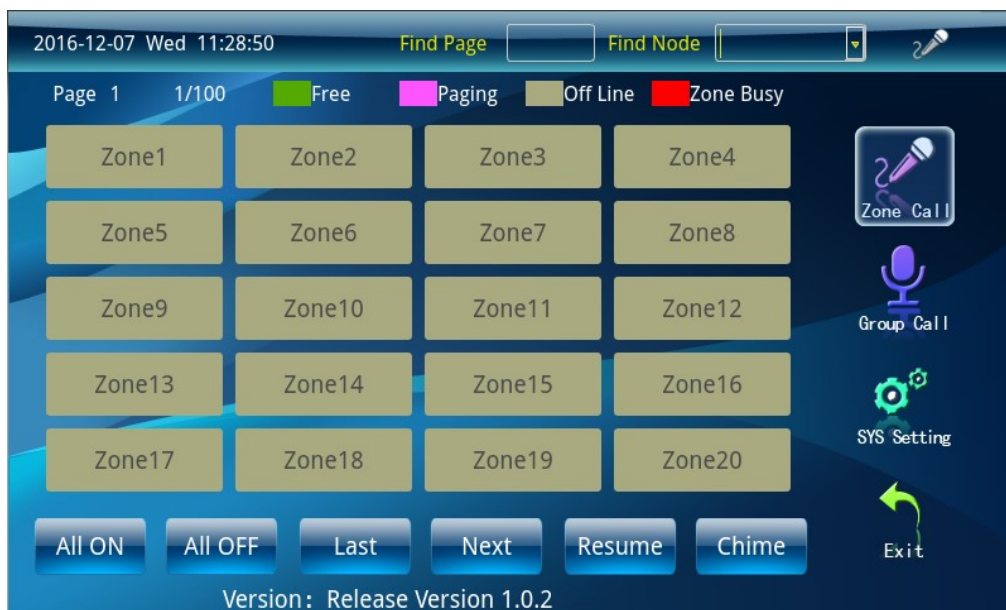 2016-12-07 Wed 11:28:50 Find Page Find Node
Page 1 1/100 Free Paging Off Line Zone Busy
Zone1 Zone2 Zone3 Zone4
Zone5 Zone6 Zone7 Zone8
Zone9 Zone10 Zone11 Zone12
Zone13 Zone14 Zone15 Zone16
Zone17 Zone18 Zone19 Zone20
Zone Call
Group Call
SYS Setting
Exit
All ON All OFF Last Next Resume Chime
Version: Release Version 1.0.2